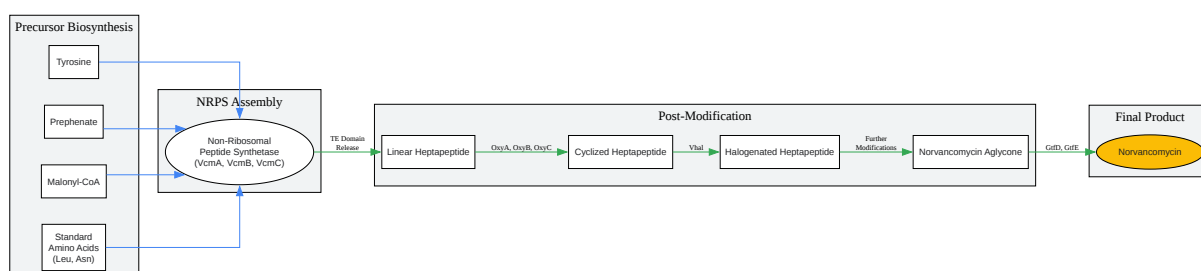 Precursor Biosynthesis
Tyrosine
Prephenate
Malonyl-CoA
Standard
Amino Acids
(Leu, Asn)
NRPS Assembly
Non-Ribosomal
Peptide Synthetase
(VcmA, VcmB, VcmC)
TE Domain
Release
Post-Modification
Linear Heptapeptide
OxyA, OxyB, OxyC
Cyclized Heptapeptide
Vhal
Halogenated Heptapeptide
Further
Modifications
Norvancomycin Aglycone
GtfD, GtfE
Final Product
Norvancomycin